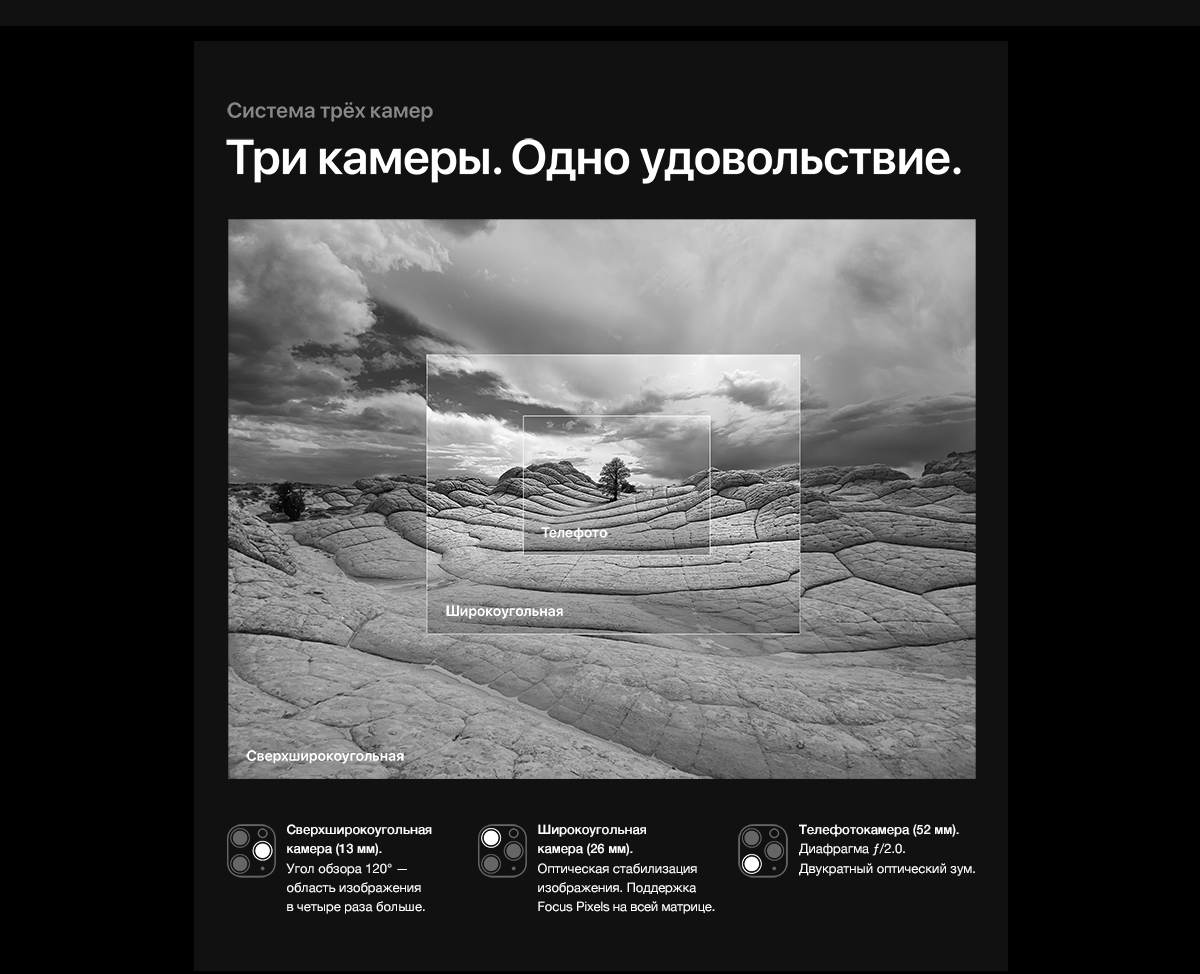 Система трёх камер
Три камеры. Одно удовольствие.
Телефото
Широкоугольная
Сверхширокоугольная
Сверхширокоугольная
камера (13 мм).
Угол обзора 120° —
область изображения
в четыре раза больше.
Широкоугольная
камера (26 мм).
Оптическая стабилизация
изображения. Поддержка
Focus Pixels на всей матрице.
Телефотокамера (52 мм).
Диафрагма ƒ/2.0.
Двукратный оптический зум.